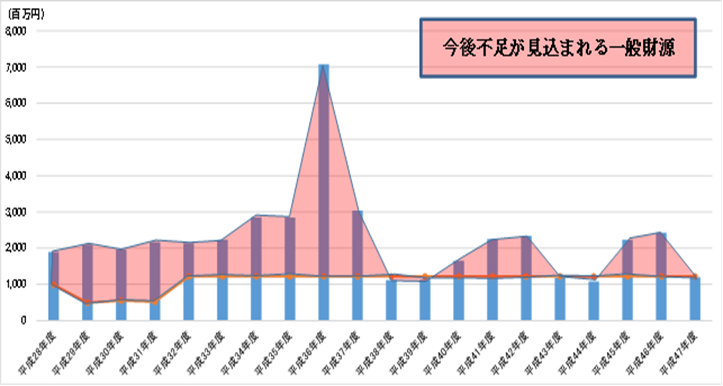 (百万円)
今後不足が見込まれる一般財源
8,000
7,000
6,000
5,000
4,000
3,000
2,000
1,000
0
平成28年度
平成29年度
平成30年度
平成31年度
平成32年度
平成33年度
平成34年度
平成35年度
平成36年度
平成37年度
平成38年度
平成39年度
平成40年度
平成41年度
平成42年度
平成43年度
平成44年度
平成45年度
平成46年度
平成47年度